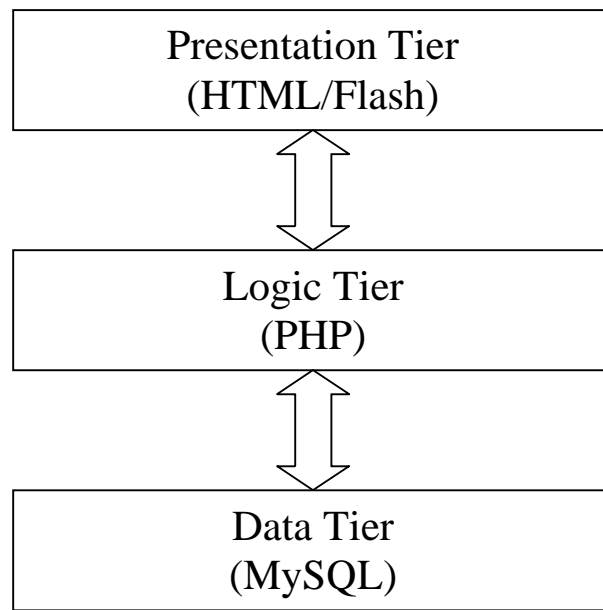 Presentation Tier
(HTML/Flash)
Logic Tier
(PHP)
Data Tier
(MySQL)